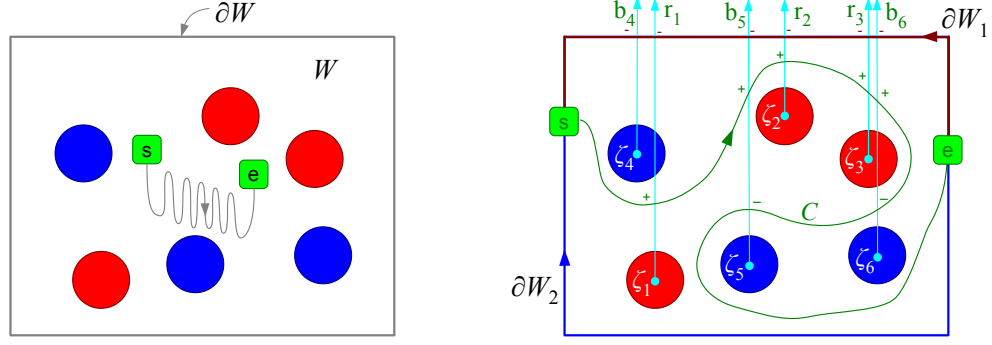 ∂W
W
s
e
b₄ r₁ b₅ r₂ r₃ b₆ ∂W₁
- - - - - -
+ + + +
s ζ₂ e
ζ₄ ζ₃
+ − C −
ζ₁ ζ₅ ζ₆
∂W₂